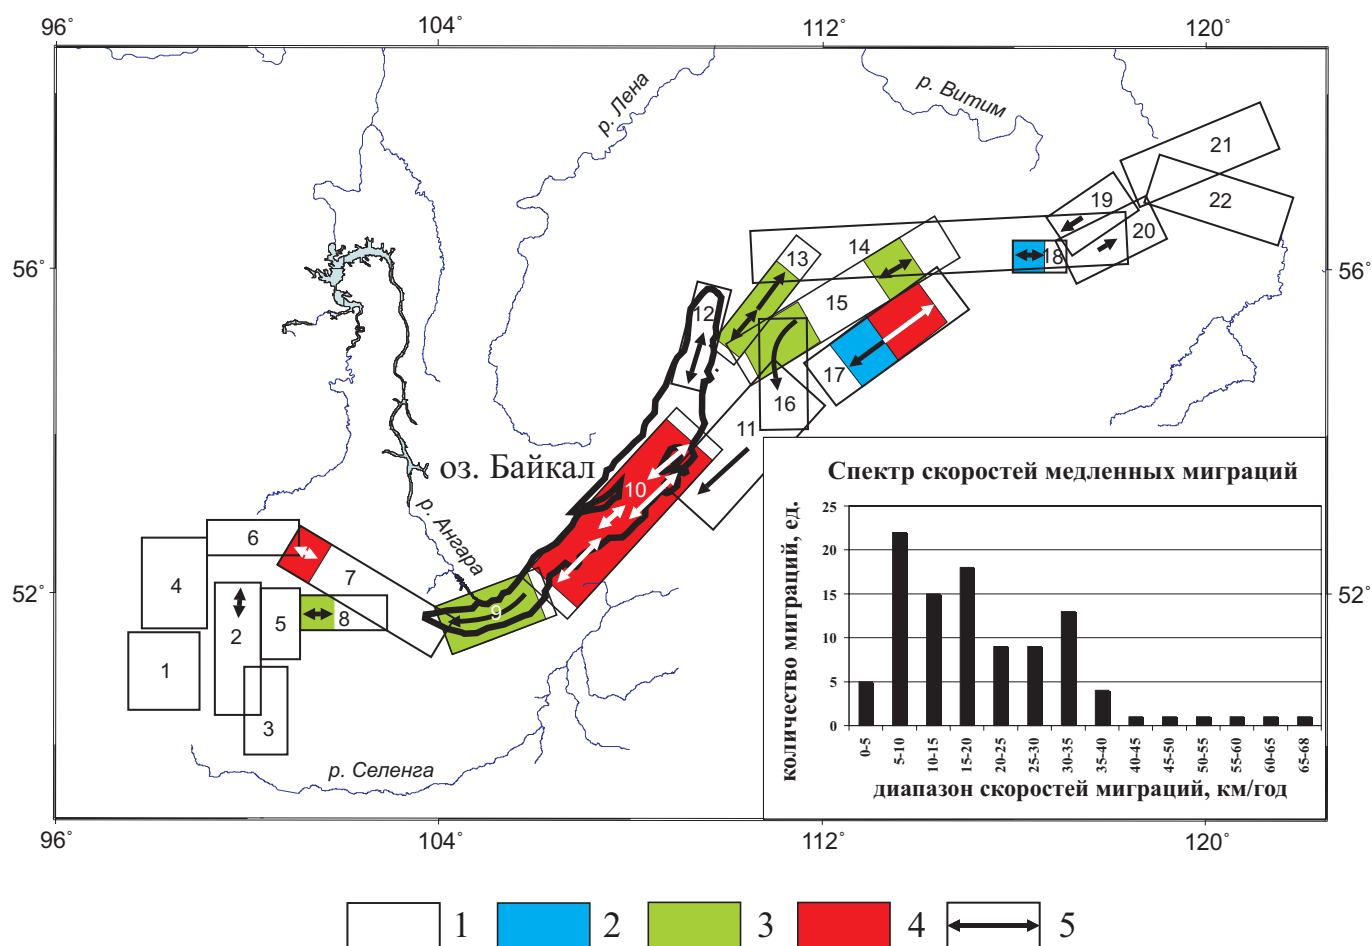 96˚ 104˚ 112˚ 120˚
р. Лена
р. Витим
21
22
19
20
18
14
13
15
12
17
16
11
56˚ 56˚
оз. Байкал
10
р. Ангара
9
6
7
4
8
5
2
1
3
52˚ 52˚
р. Селенга
Спектр скоростей медленных миграций
количество миграций, ед.
25
20
15
10
5
0
0-5 5-10 10-15 15-20 20-25 25-30 30-35 35-40 40-45 45-50 50-55 55-60 60-65 65-68
диапазон скоростей миграций, км/год
96˚ 104˚ 112˚ 120˚
1 2 3 4 5